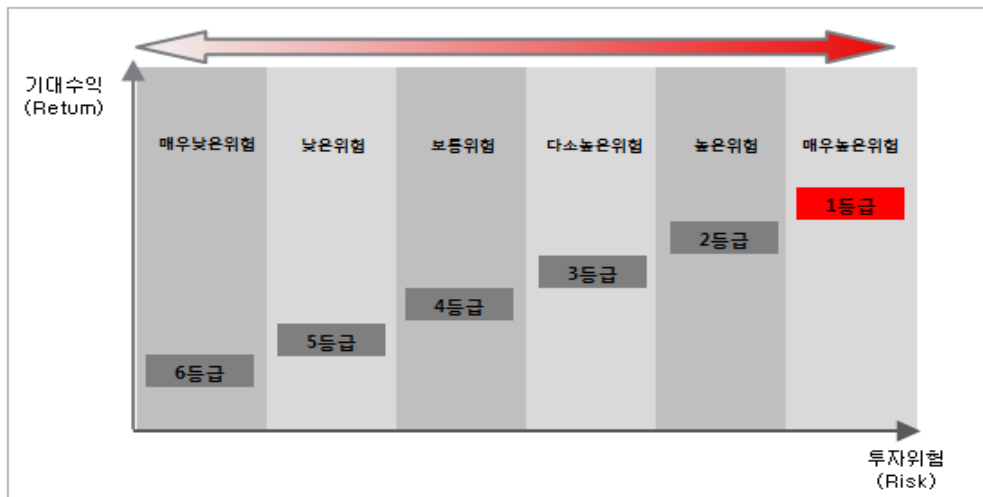 기대수익
(Return)
매우낮은위험
낮은위험
보통위험
다소높은위험
높은위험
매우높은위험
1등급
2등급
3등급
4등급
5등급
6등급
투자위험
(Risk)